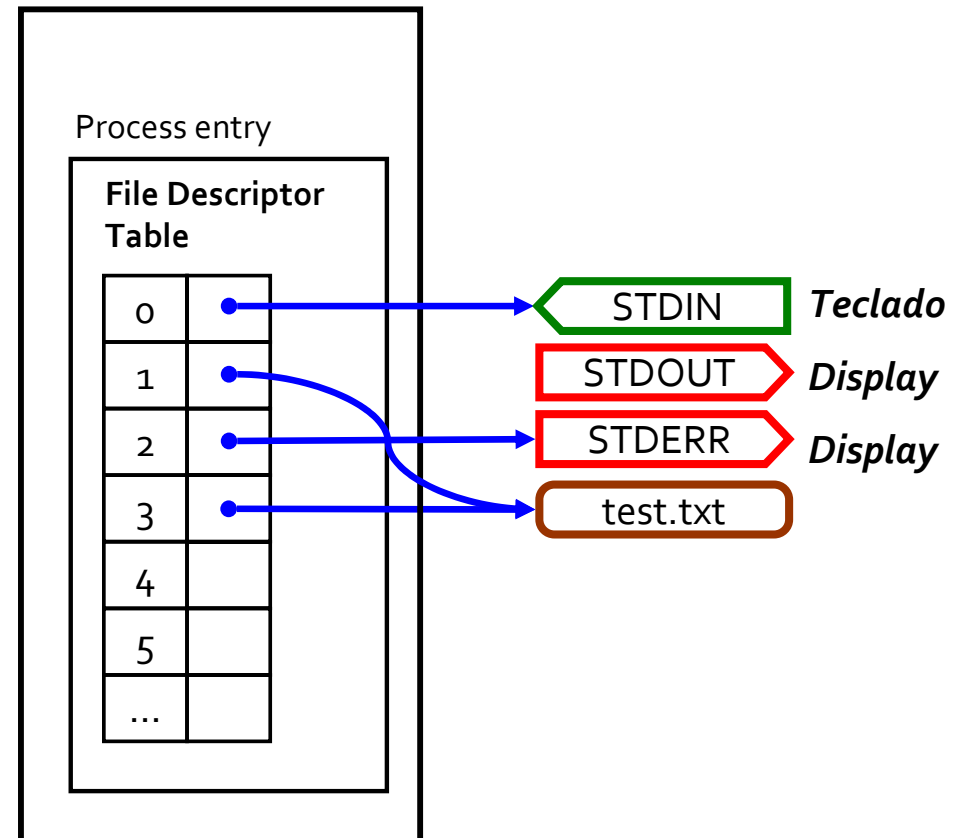 Process entry
File Descriptor
Table
0
1
2
3
4
5
...
STDIN Teclado
STDOUT Display
STDERR Display
test.txt